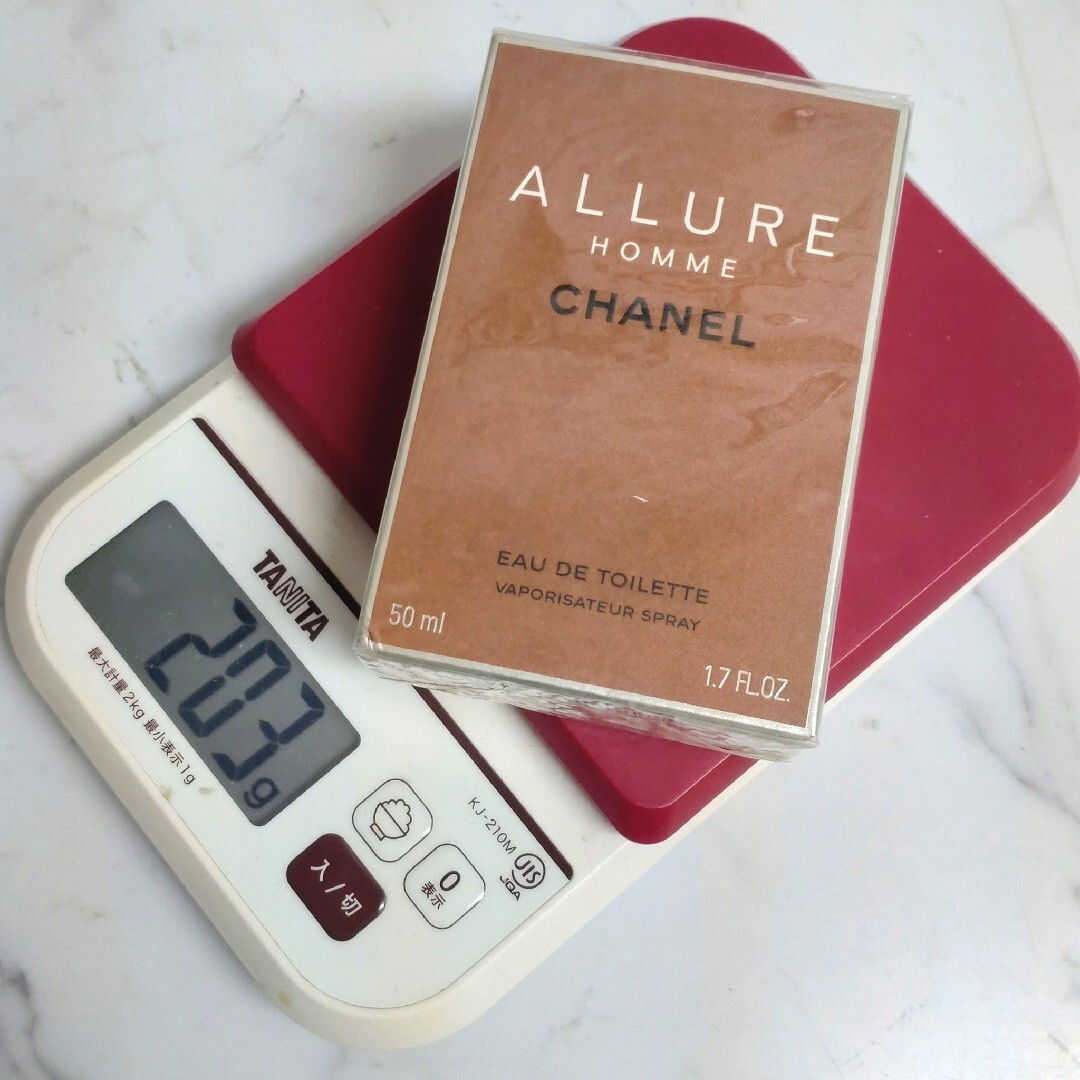 ALLURE
HOMME
CHANEL
EAU DE TOILETTE
VAPORISATEUR SPRAY
50 ml
1.7 FL.OZ.
TANITA
203g
最大計量2kg 最小表示1g
KJ-210M
JIS
JQA
0
表示
入/切